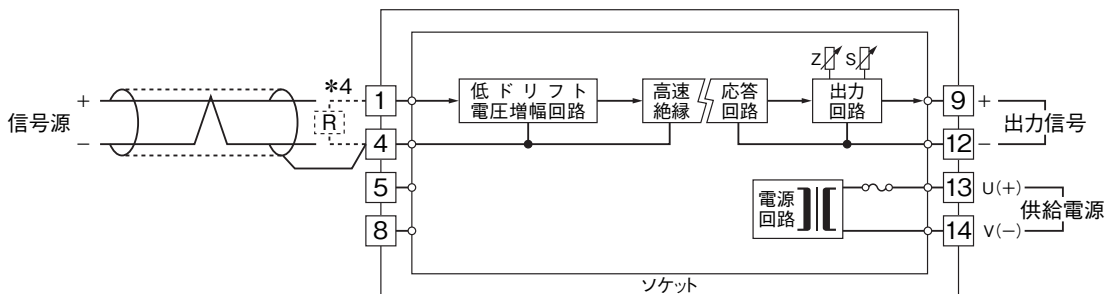 信号源
+
−
*4
R
1
4
5
8
低ドリフト
電圧増幅回路
高速
絶縁
応答
回路
Z
S
出力
回路
電源
回路
9
+
12
−
出力信号
13
U(+)
14
V(−)
供給電源
ソケット